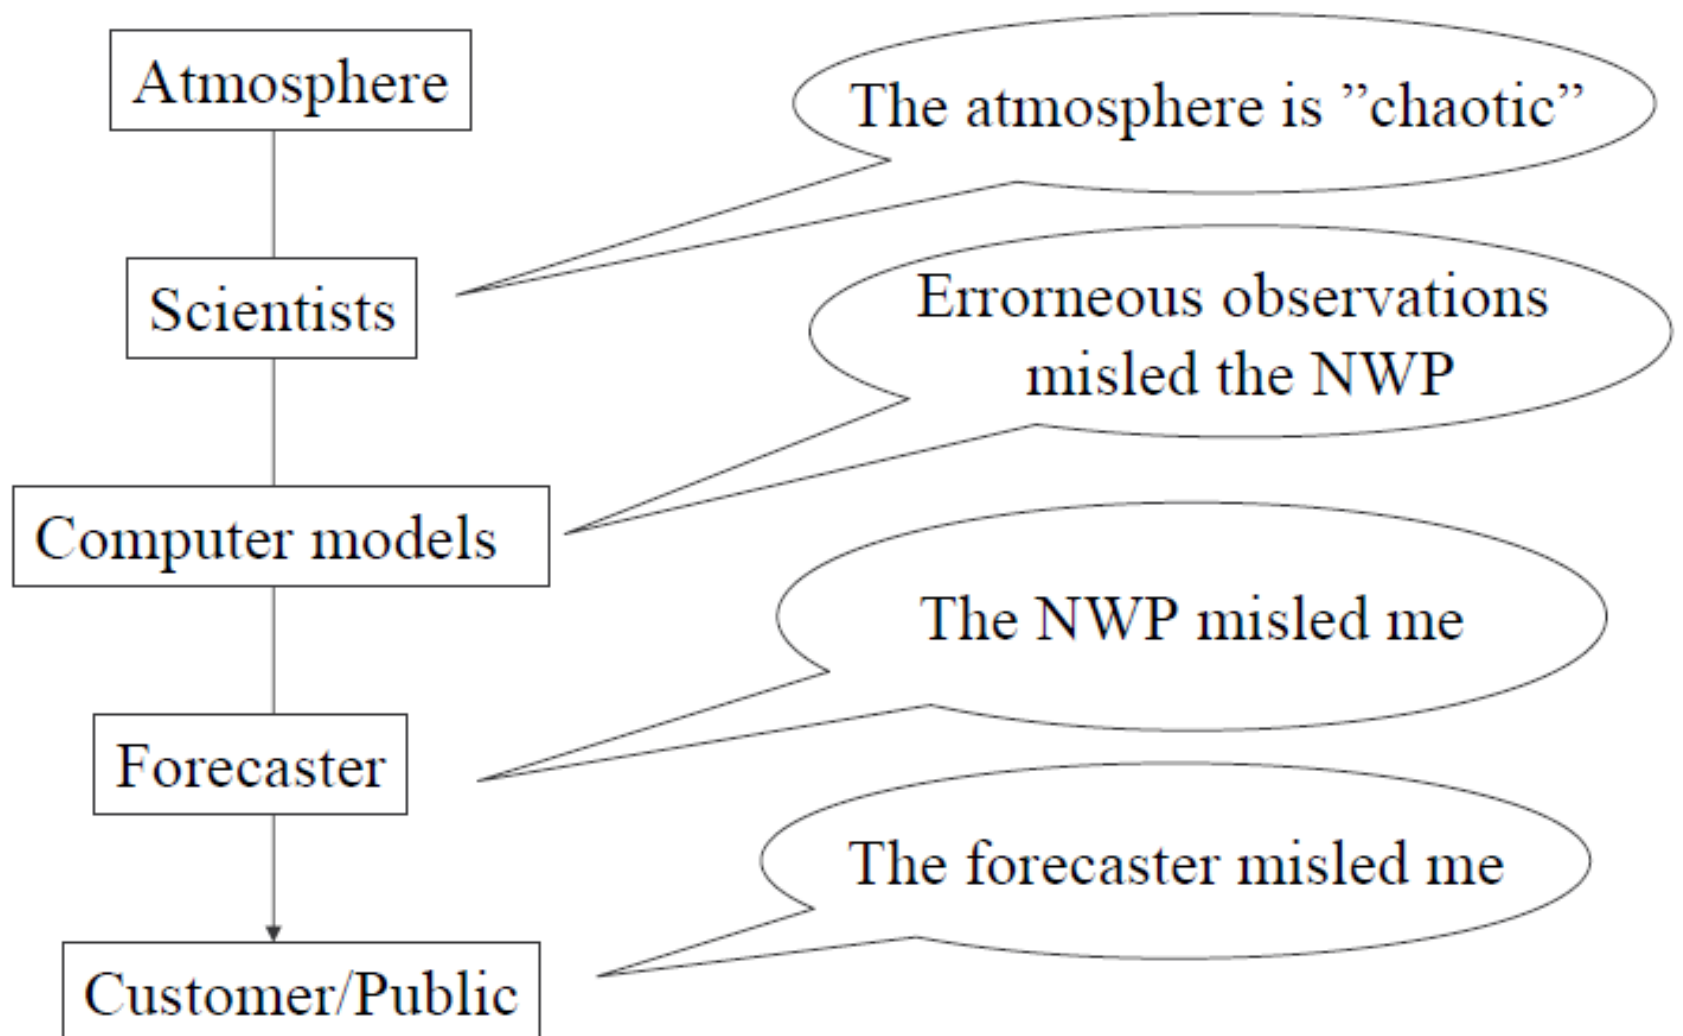 Atmosphere
The atmosphere is ”chaotic”
Scientists
Errorneous observations
misled the NWP
Computer models
The NWP misled me
Forecaster
The forecaster misled me
Customer/Public